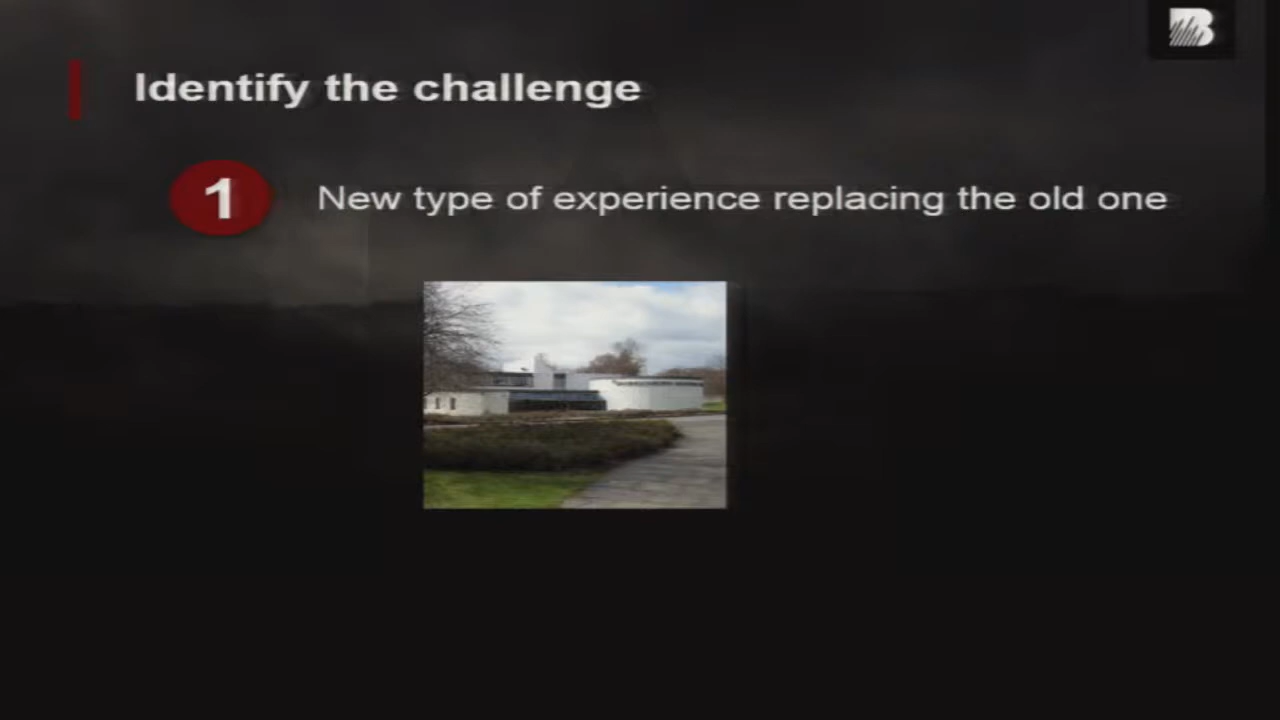 Identify the challenge
1 New type of experience replacing the old one
B